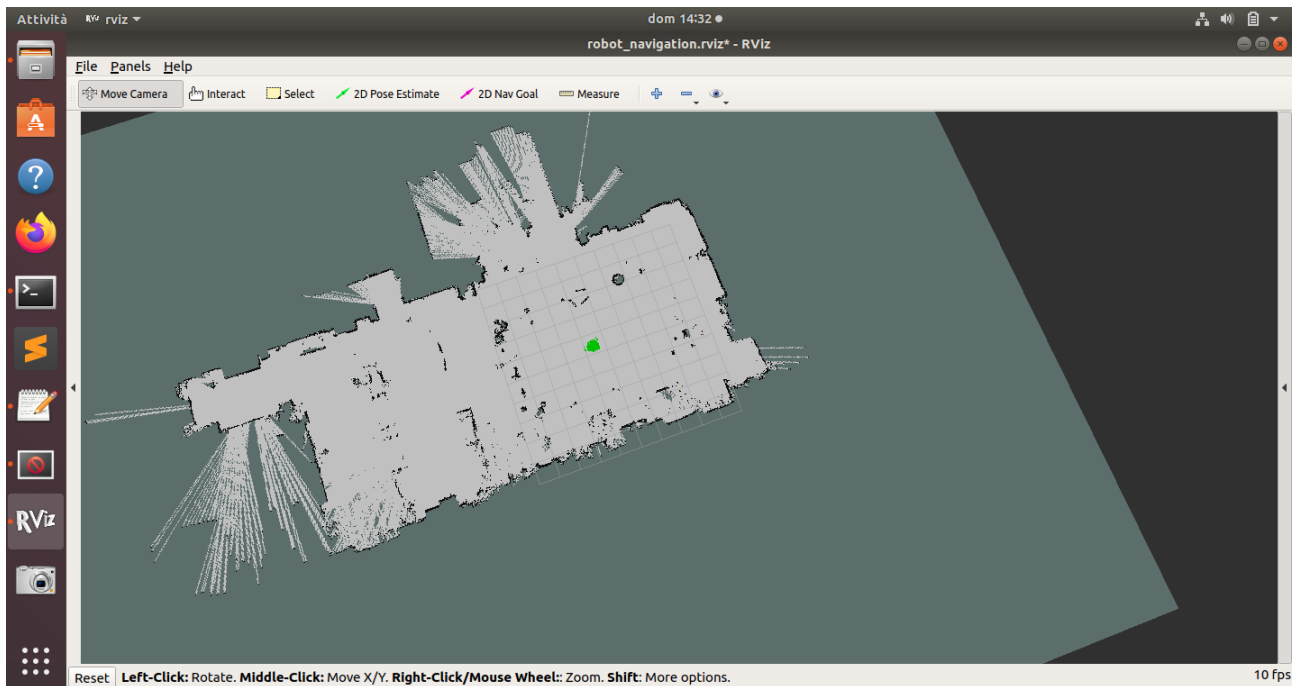 Attività RViz rviz dom 14:32
robot_navigation.rviz* - RViz
File Panels Help
Move Camera Interact Select 2D Pose Estimate 2D Nav Goal Measure
RViz
Reset Left-Click: Rotate. Middle-Click: Move X/Y. Right-Click/Mouse Wheel:: Zoom. Shift: More options. 10 fps